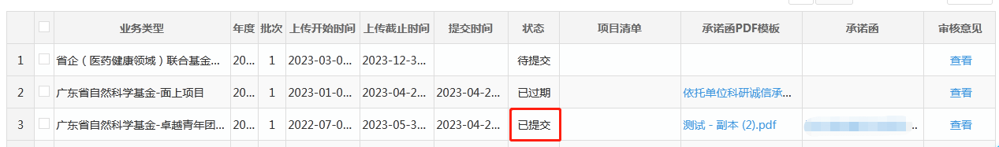 业务类型 年度 批次 上传开始时间 上传截止时间 提交时间 状态 项目清单 承诺函PDF模板 承诺函 审核意见
1 省企（医药健康领域）联合基金... 20... 1 2023-03-0... 2023-12-3... 待提交 查看
2 广东省自然科学基金-面上项目 20... 1 2023-01-0... 2023-04-2... 2023-04-2... 已过期 依托单位科研诚信承... 查看
3 广东省自然科学基金-卓越青年团... 20... 1 2022-07-0... 2023-05-3... 2023-04-2... 已提交 测试 - 副本 (2).pdf ... 查看